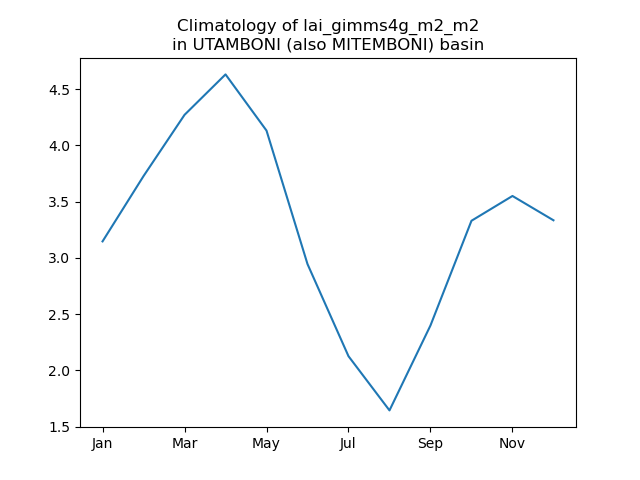 Climatology of lai_gimms4g_m2_m2
in UTAMBONI (also MITEMBONI) basin
4.5
4.0
3.5
3.0
2.5
2.0
1.5
Jan Mar May Jul Sep Nov